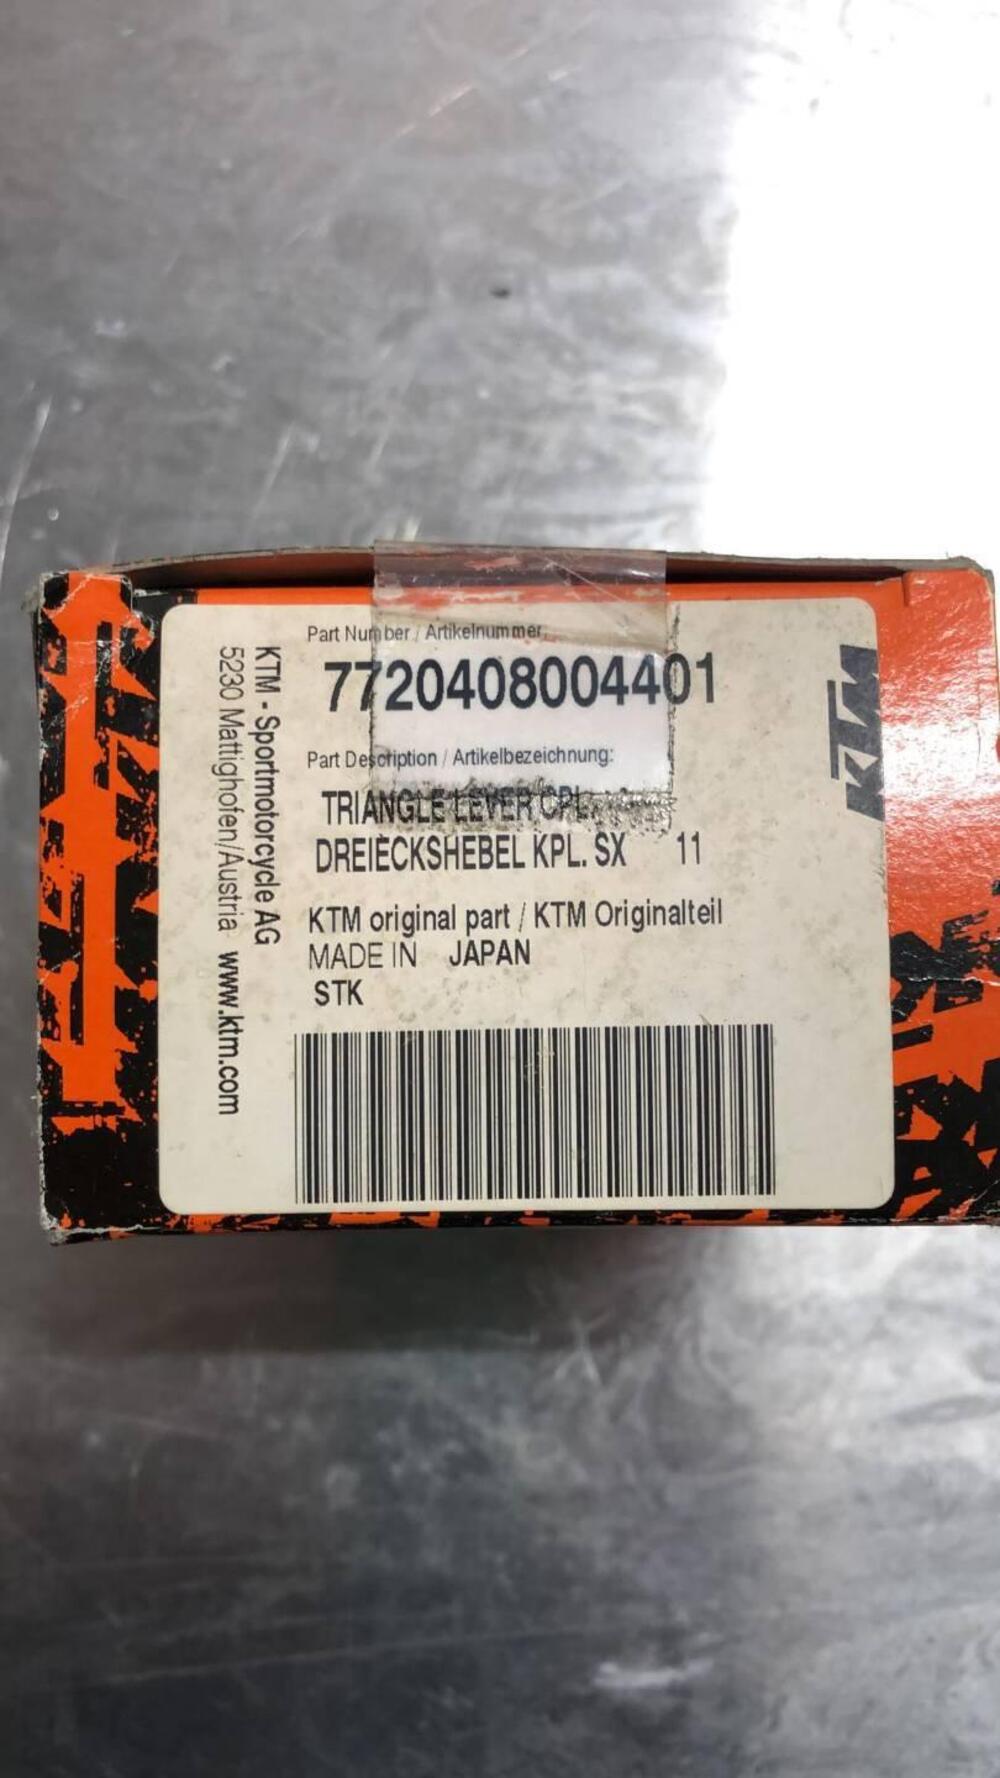 Part Number / Artikelnummer
7720408004401
Part Description / Artikelbezeichnung:
TRIANGLE LEVER CPL.
DREIECKSHEBEL KPL. SX 11
KTM original part / KTM Originalteil
MADE IN JAPAN
STK
KTM - Sportmotorcycle AG
5230 Mattighofen/Austria www.ktm.com
KTM